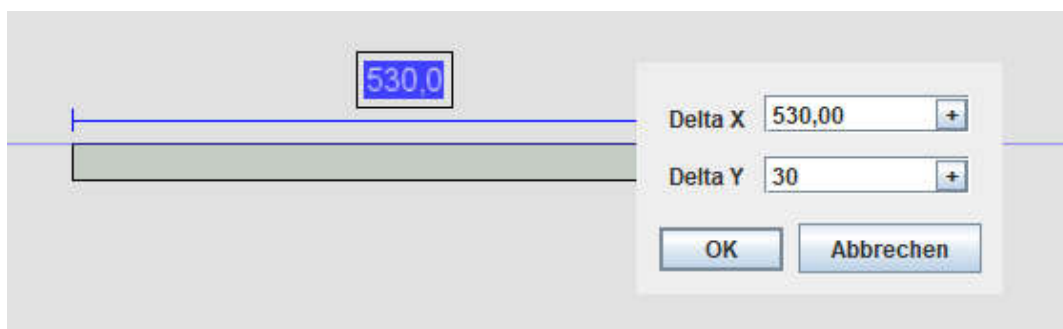 530,0
Delta X 530,00 +
Delta Y 30 +
OK Abbrechen